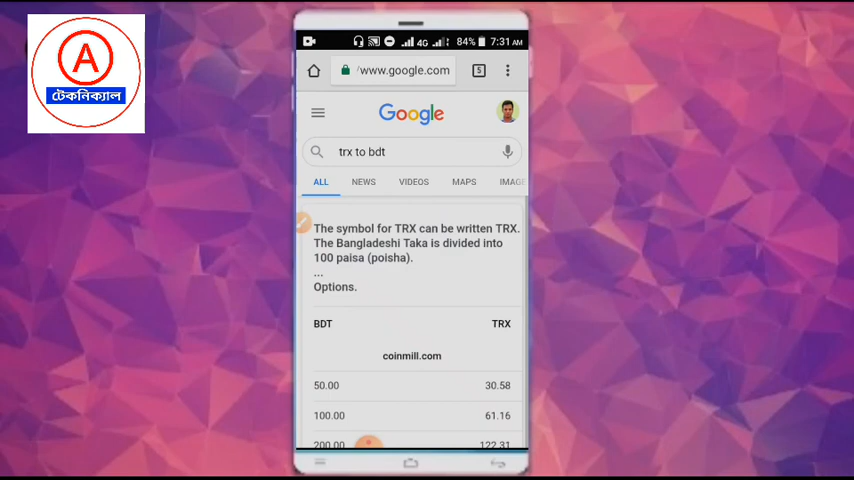 A
টেকনিক্যাল
4G 84% 7:31 AM
/www.google.com 5
Google
trx to bdt
ALL NEWS VIDEOS MAPS IMAGE
The symbol for TRX can be written TRX.
The Bangladeshi Taka is divided into
100 paisa (poisha).
...
Options.
BDT TRX
coinmill.com
50.00 30.58
100.00 61.16
200.00 122.31